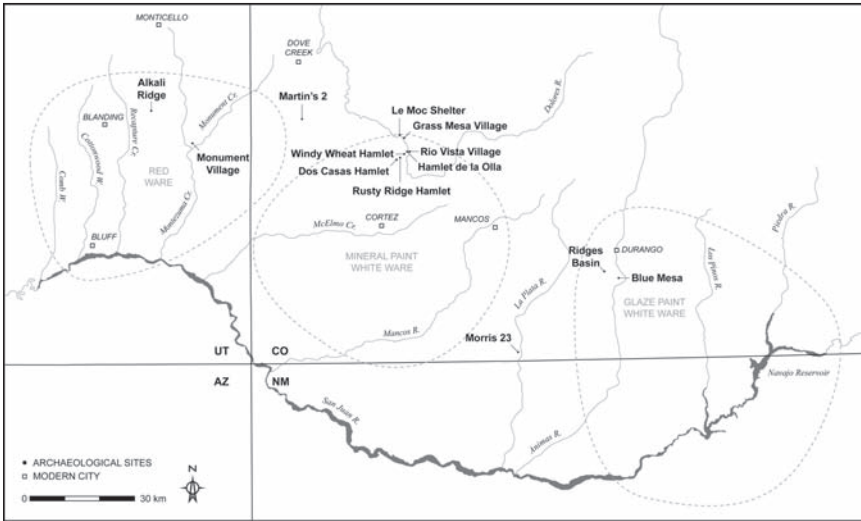 MONTICELLO
DOVE
CREEK
Alkali
Ridge
Martin's 2
Monument Cr.
Dolores R.
Le Moc Shelter
Grass Mesa Village
BLANDING
Recapture Cr.
Cottonwood W.
Comb W.
Monument
Village
RED
WARE
Windy Wheat Hamlet
Rio Vista Village
Dos Casas Hamlet
Hamlet de la Olla
Rusty Ridge Hamlet
Montezuma Cr.
BLUFF
McElmo Cr.
CORTEZ
MANCOS
Piedra R.
MINERAL PAINT
WHITE WARE
Ridges
Basin
DURANGO
Los Pinos R.
Blue Mesa
La Plata R.
GLAZE PAINT
WHITE WARE
Mancos R.
Morris 23
UT
CO
AZ
NM
Navajo Reservoir
San Juan R.
Animas R.
ARCHAEOLOGICAL SITES
MODERN CITY
N
0
30 km